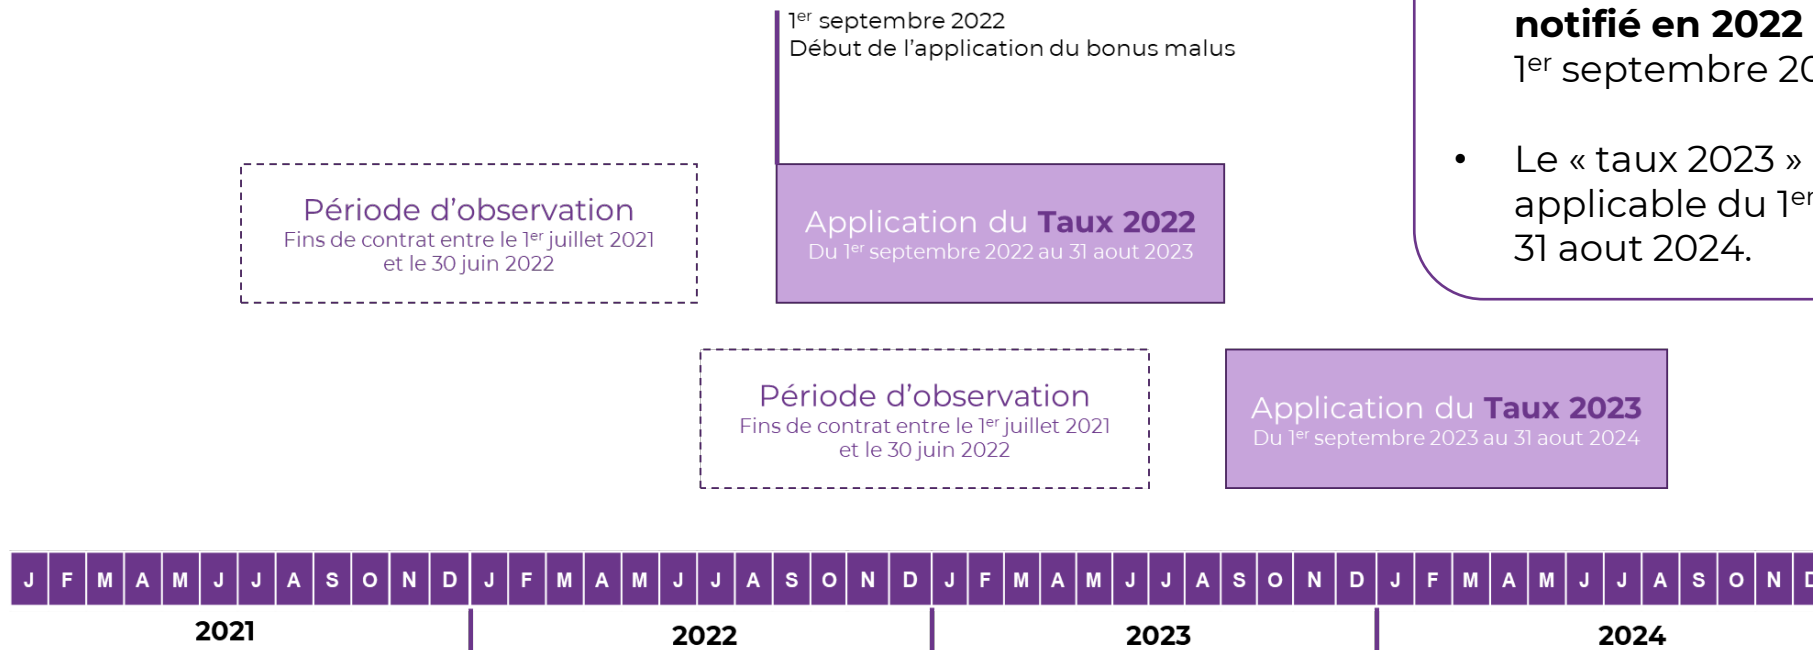 1er septembre 2022
Début de l'application du bonus malus
notifié en 2022
1er septembre 20
• Le « taux 2023 »
applicable du 1er
31 aout 2024.
Période d'observation
Fins de contrat entre le 1er juillet 2021
et le 30 juin 2022
Application du Taux 2022
Du 1er septembre 2022 au 31 aout 2023
Période d'observation
Fins de contrat entre le 1er juillet 2021
et le 30 juin 2022
Application du Taux 2023
Du 1er septembre 2023 au 31 aout 2024
J F M A M J J A S O N D J F M A M J J A S O N D J F M A M J J A S O N D J F M A M J J A S O N D
2021 2022 2023 2024